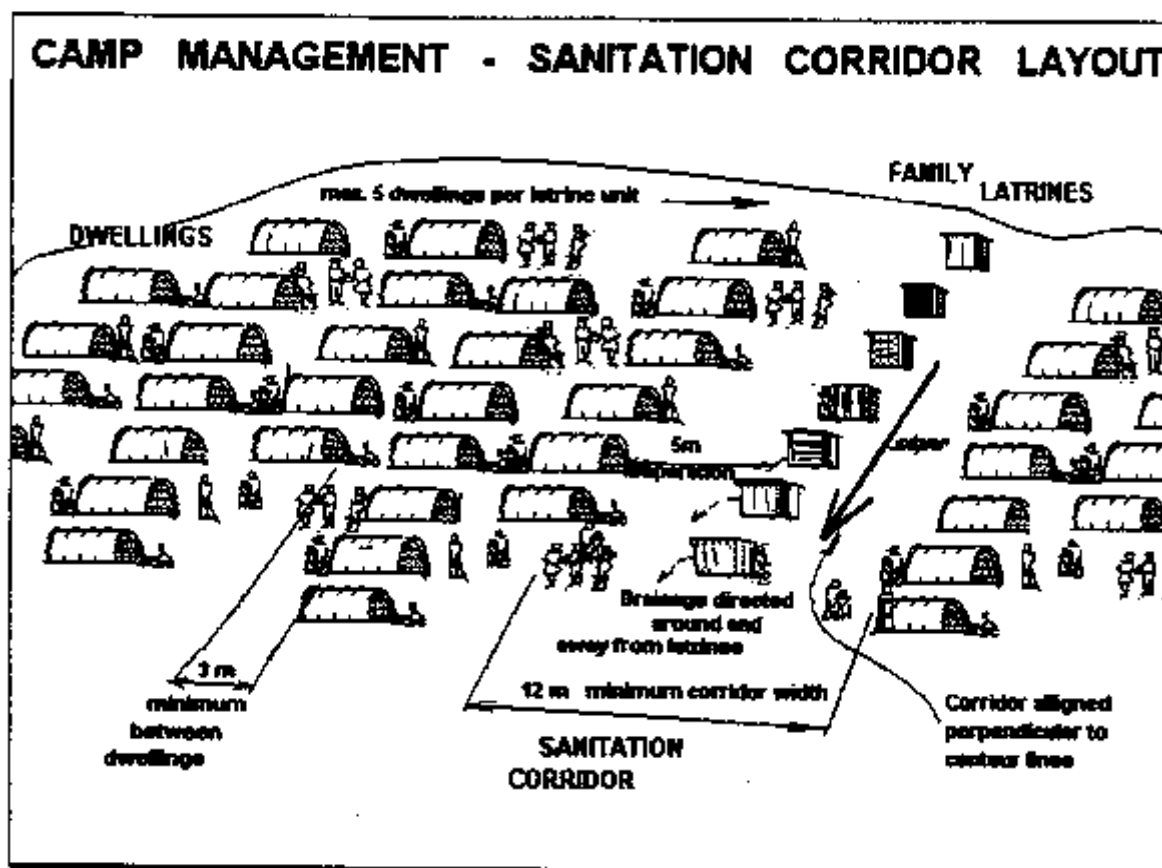 CAMP MANAGEMENT - SANITATION CORRIDOR LAYOUT
FAMILY
LATRINES
max. 5 dwellings per latrine unit
DWELLINGS
5m
separation
Drainage directed
around and
away from latrines
3 m
minimum
between
dwellings
12 m minimum corridor width
SANITATION
CORRIDOR
Corridor alligned
perpendicular to
contour lines